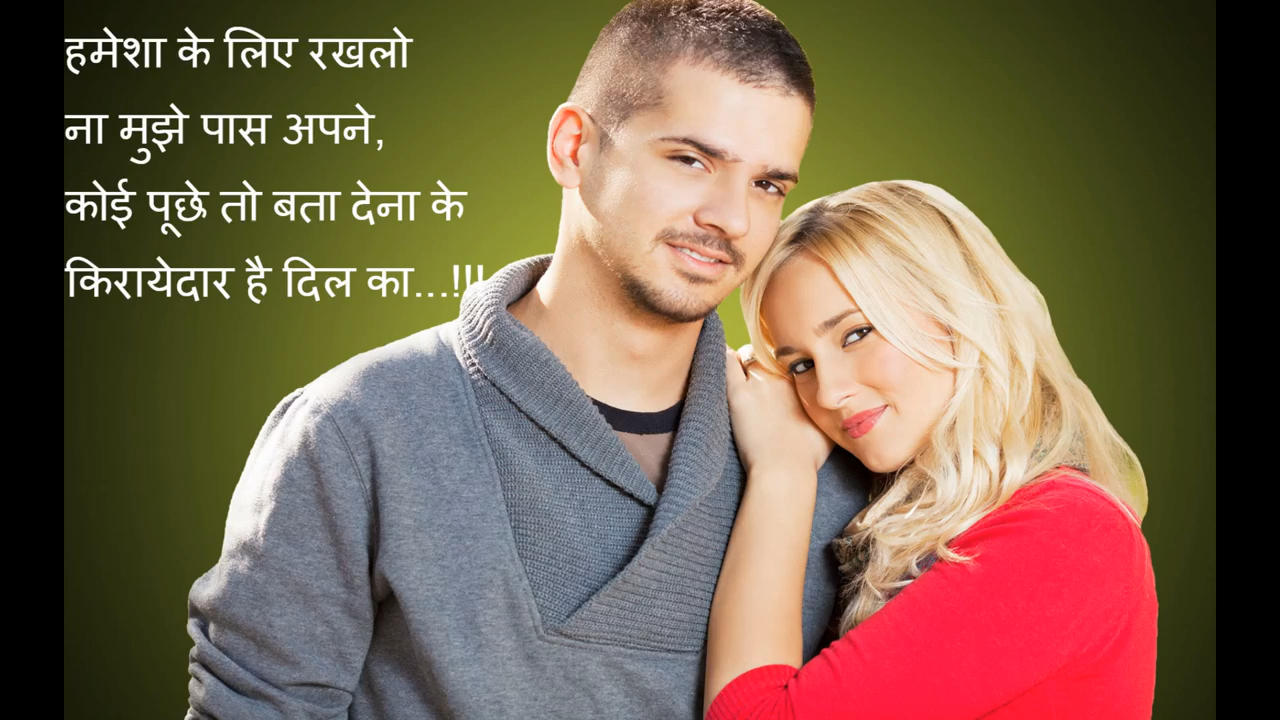 हमेशा के लिए रखलो
ना मुझे पास अपने,
कोई पूछे तो बता देना के
किरायेदार है दिल का...!!!